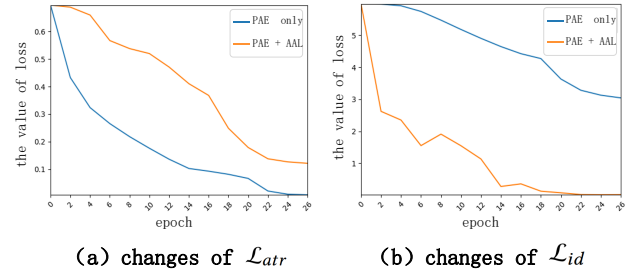 the value of loss
0.6
0.5
0.4
0.3
0.2
0.1
0 2 4 6 8 10 12 14 16 18 20 22 24 26
epoch
PAE only
PAE + AAL
(a) changes of ℒatr
the value of loss
5
4
3
2
1
0 2 4 6 8 10 12 14 16 18 20 22 24 26
epoch
PAE only
PAE + AAL
(b) changes of ℒid